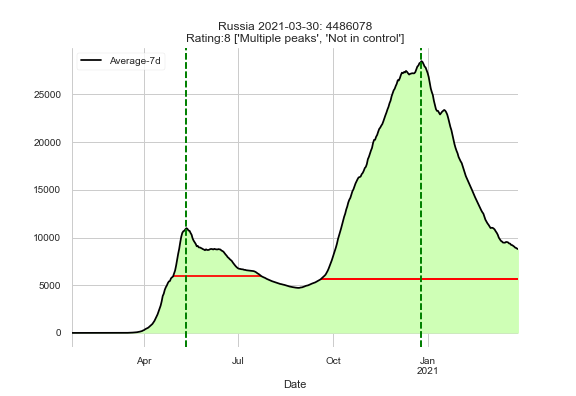 Russia 2021-03-30: 4486078
Rating:8 ['Multiple peaks', 'Not in control']
Average-7d
25000
20000
15000
10000
5000
0
Apr
Jul
Oct
Jan
2021
Date